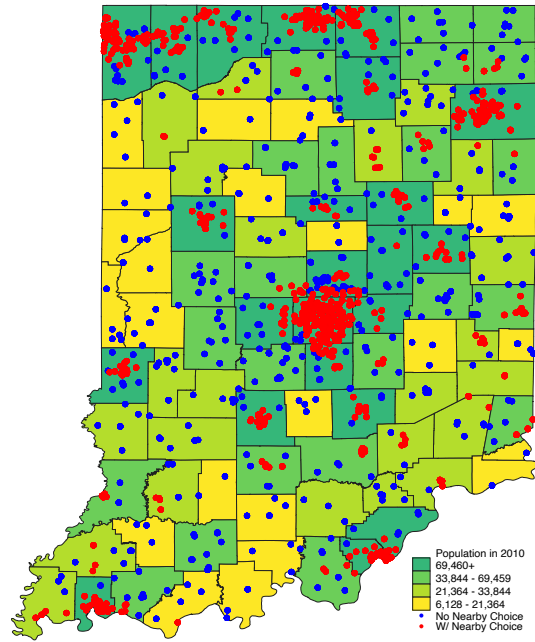 Population in 2010
69,460+
33,844 - 69,459
21,364 - 33,844
6,128 - 21,364
No Nearby Choice
W/ Nearby Choice